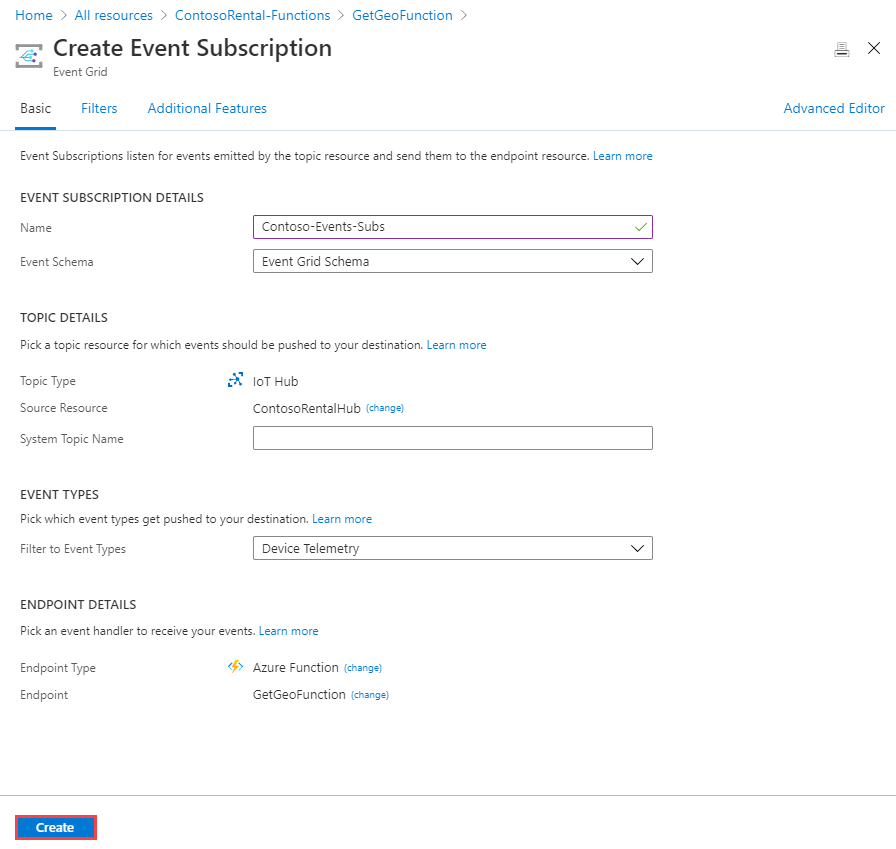 Home > All resources > ContosoRental-Functions > GetGeoFunction >
Create Event Subscription
Event Grid
Basic Filters Additional Features Advanced Editor
Event Subscriptions listen for events emitted by the topic resource and send them to the endpoint resource. Learn more
EVENT SUBSCRIPTION DETAILS
Name Contoso-Events-Subs
Event Schema Event Grid Schema
TOPIC DETAILS
Pick a topic resource for which events should be pushed to your destination. Learn more
Topic Type IoT Hub
Source Resource ContosoRentalHub (change)
System Topic Name
EVENT TYPES
Pick which event types get pushed to your destination. Learn more
Filter to Event Types Device Telemetry
ENDPOINT DETAILS
Pick an event handler to receive your events. Learn more
Endpoint Type Azure Function (change)
Endpoint GetGeoFunction (change)
Create